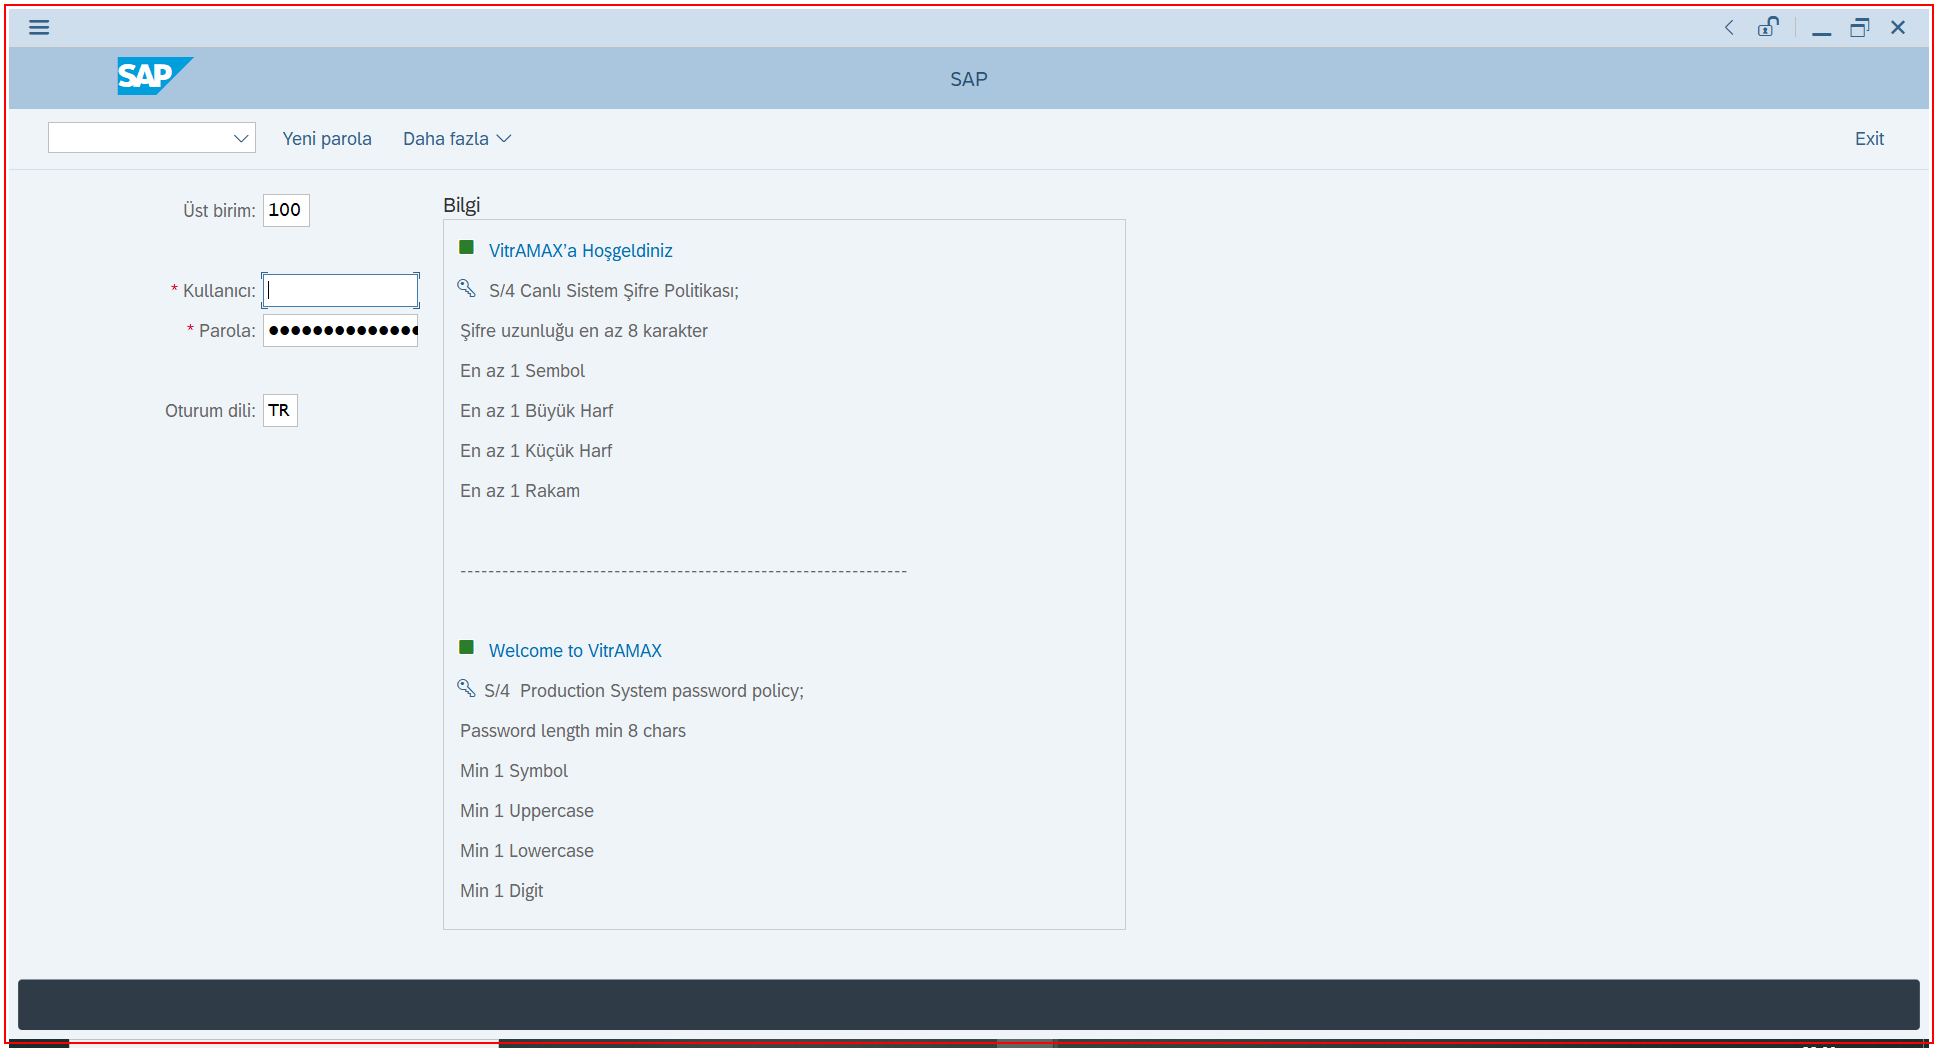 SAP
SAP
Yeni parola
Daha fazla
Exit
Üst birim: 100
* Kullanıcı:
* Parola: ●●●●●●●●●●●●●●
Oturum dili: TR
Bilgi
VitrAMAX'a Hoşgeldiniz
S/4 Canlı Sistem Şifre Politikası;
Şifre uzunluğu en az 8 karakter
En az 1 Sembol
En az 1 Büyük Harf
En az 1 Küçük Harf
En az 1 Rakam
----------------------------------------------------------------
Welcome to VitrAMAX
S/4  Production System password policy;
Password length min 8 chars
Min 1 Symbol
Min 1 Uppercase
Min 1 Lowercase
Min 1 Digit